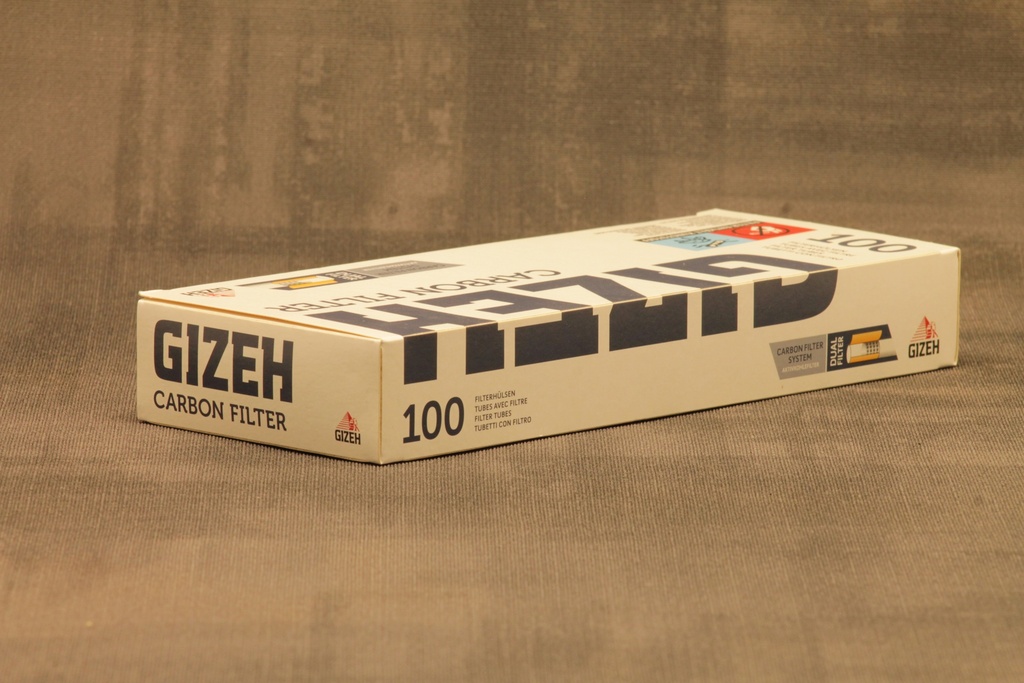 GIZEH
CARBON FILTER
GIZEH
100
FILTERHÜLSEN
TUBES AVEC FILTRE
FILTER TUBES
TUBETTI CON FILTRO
CARBON FILTER
SYSTEM
DUAL
FILTER
GIZEH
GIZEH
CARBON FILTER
100